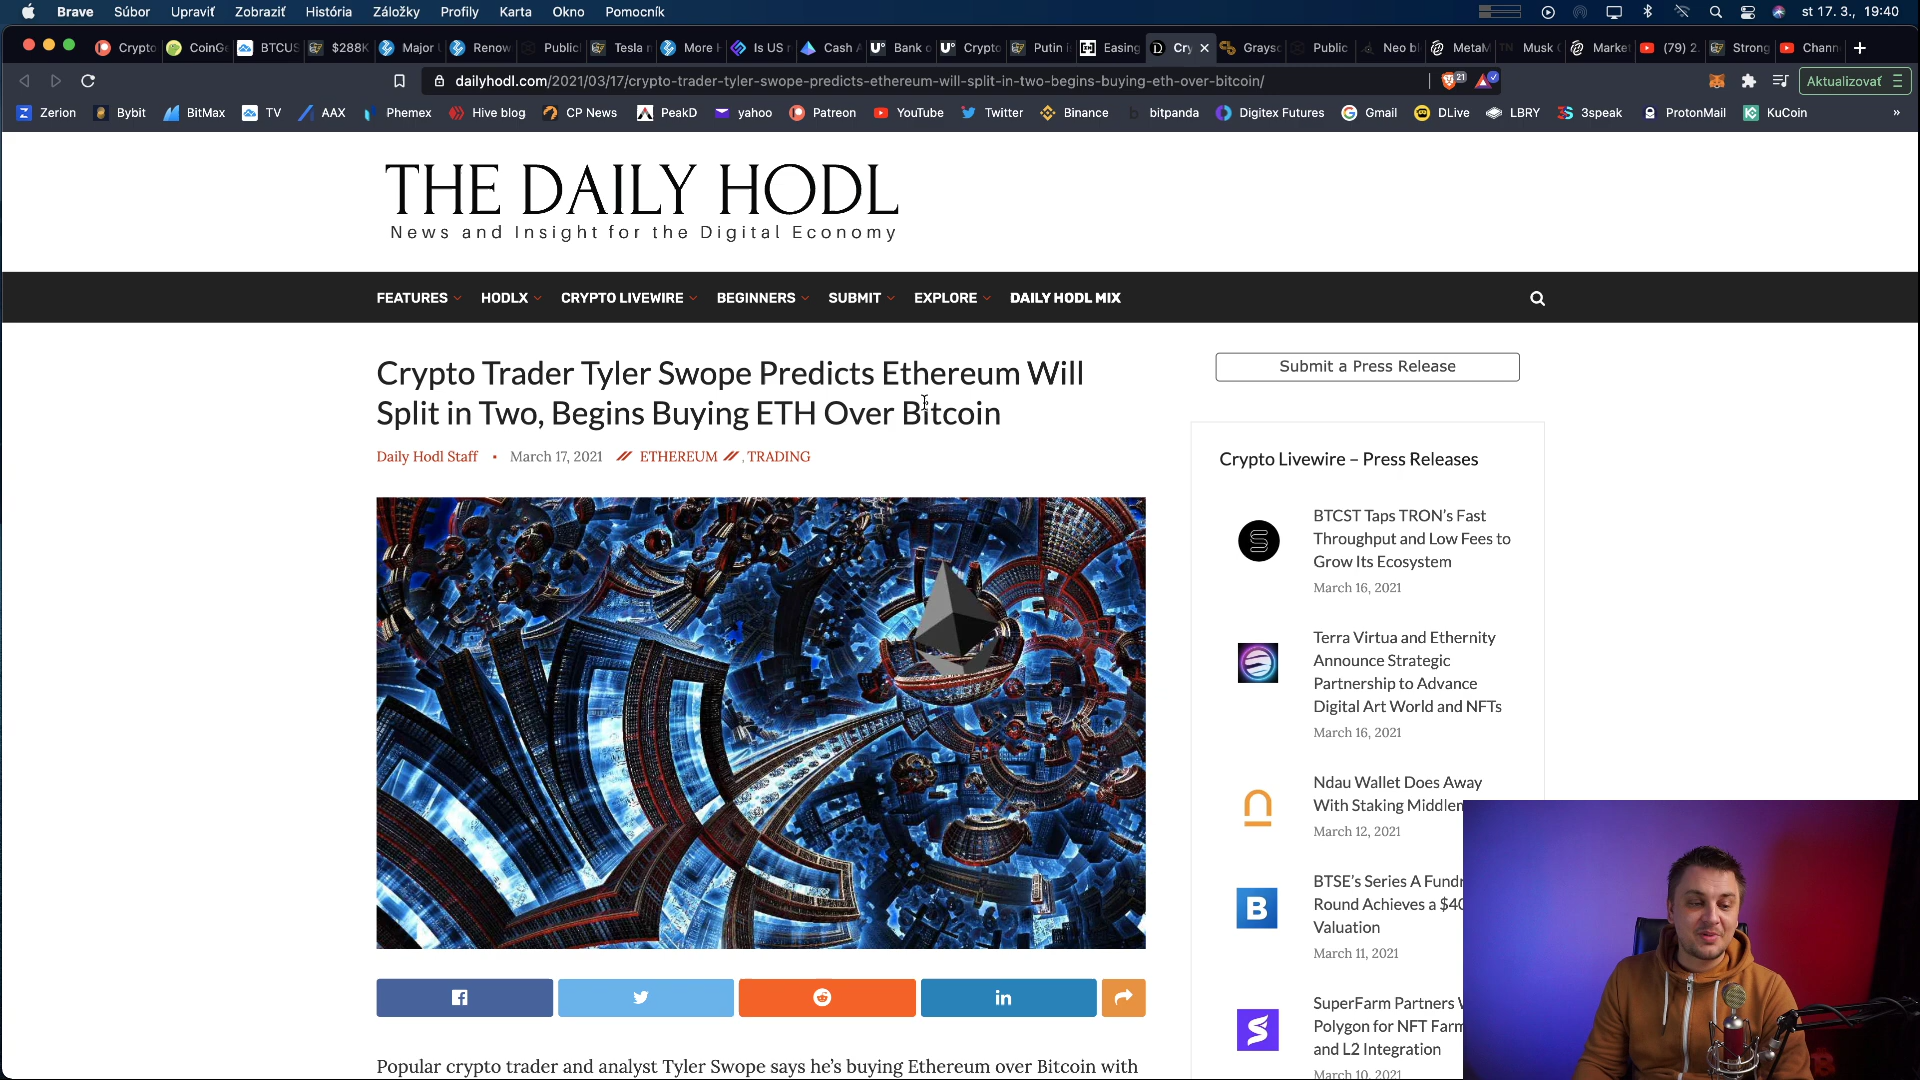 Brave Súbor Upraviť Zobraziť História Záložky Profily Karta Okno Pomocník st 17. 3., 19:40
Crypto CoinGe BTCUS $288K Major Renow Public Tesla n More H Is US r Cash A Bank o Crypto Putin i Easing Cry Graysc Public Neo bl MetaM Musk Market (79) 2. Strong Chann
dailyhodl.com/2021/03/17/crypto-trader-tyler-swope-predicts-ethereum-will-split-in-two-begins-buying-eth-over-bitcoin/ 21 Aktualizovať
Zerion Bybit BitMax TV AAX Phemex Hive blog CP News PeakD yahoo Patreon YouTube Twitter Binance bitpanda Digitex Futures Gmail DLive LBRY 3speak ProtonMail KuCoin »
THE DAILY HODL
News and Insight for the Digital Economy
FEATURES HODLX CRYPTO LIVEWIRE BEGINNERS SUBMIT EXPLORE DAILY HODL MIX
Crypto Trader Tyler Swope Predicts Ethereum Will
Split in Two, Begins Buying ETH Over Bitcoin
Daily Hodl Staff • March 17, 2021 // ETHEREUM // , TRADING
Popular crypto trader and analyst Tyler Swope says he's buying Ethereum over Bitcoin with
Submit a Press Release
Crypto Livewire – Press Releases
BTCST Taps TRON's Fast
Throughput and Low Fees to
Grow Its Ecosystem
March 16, 2021
Terra Virtua and Ethernity
Announce Strategic
Partnership to Advance
Digital Art World and NFTs
March 16, 2021
Ndau Wallet Does Away
With Staking Middlen
March 12, 2021
BTSE's Series A Fundr
Round Achieves a $40
Valuation
March 11, 2021
SuperFarm Partners W
Polygon for NFT Farm
and L2 Integration
March 10, 2021